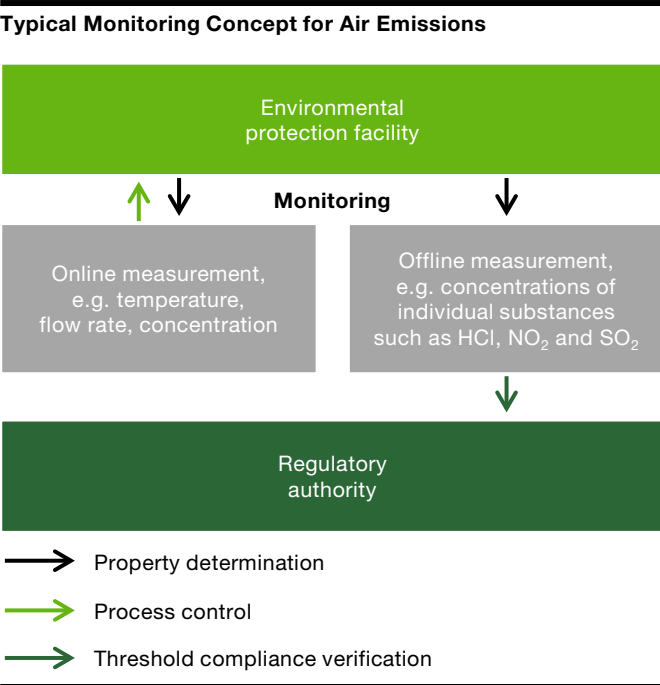 Typical Monitoring Concept for Air Emissions
Environmental
protection facility
Monitoring
Online measurement,
e.g. temperature,
flow rate, concentration
Offline measurement,
e.g. concentrations of
individual substances
such as HCl, NO₂ and SO₂
Regulatory
authority
Property determination
Process control
Threshold compliance verification